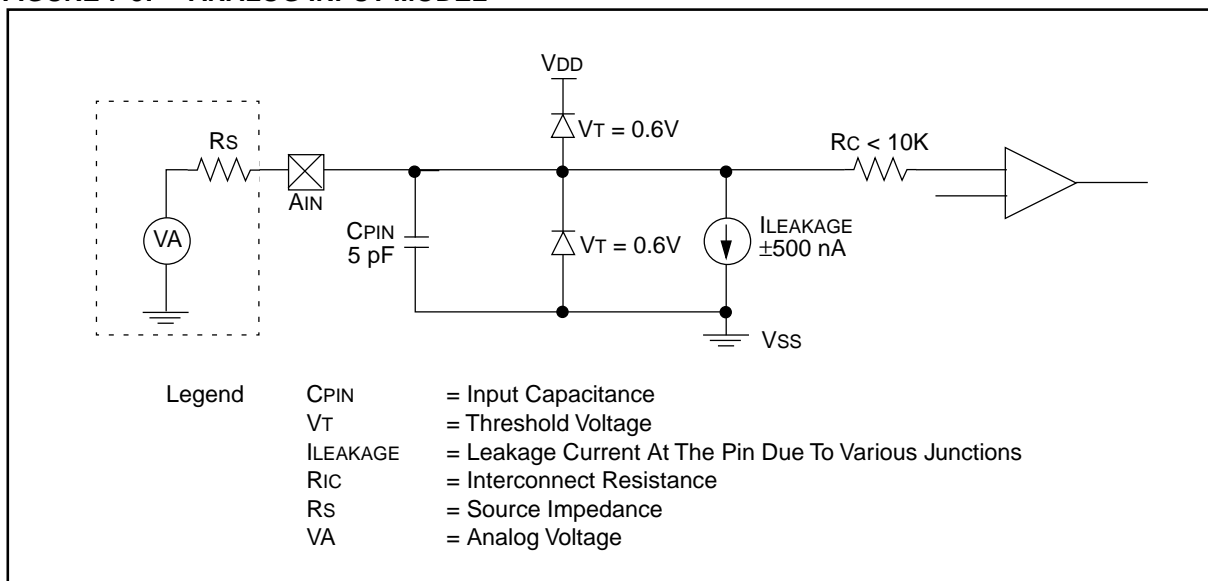 VDD
VT = 0.6V
RS
RC < 10K
AIN
CPIN
5 pF
VA
VT = 0.6V
ILEAKAGE
±500 nA
VSS
Legend
CPIN = Input Capacitance
VT = Threshold Voltage
ILEAKAGE = Leakage Current At The Pin Due To Various Junctions
RIC = Interconnect Resistance
RS = Source Impedance
VA = Analog Voltage